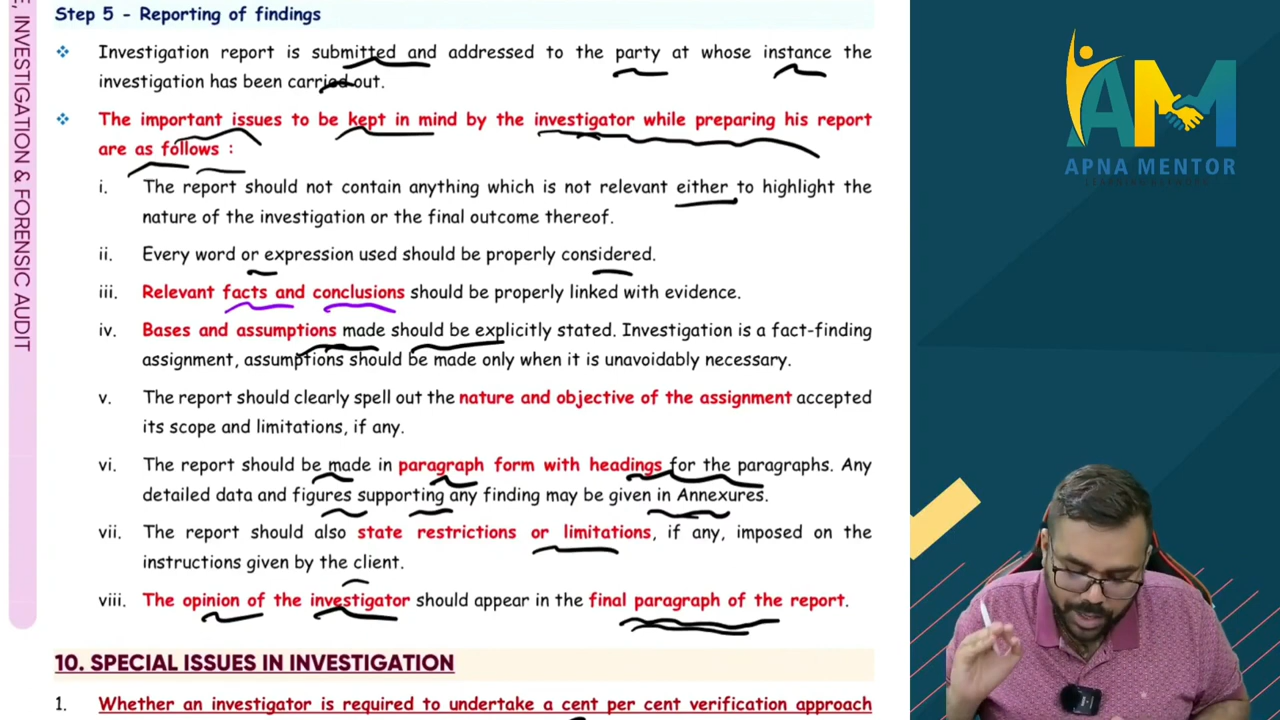 E, INVESTIGATION & FORENSIC AUDIT
Step 5 - Reporting of findings
❖ Investigation report is submitted and addressed to the party at whose instance the
investigation has been carried out.
❖ The important issues to be kept in mind by the investigator while preparing his report
are as follows :
i. The report should not contain anything which is not relevant either to highlight the
nature of the investigation or the final outcome thereof.
ii. Every word or expression used should be properly considered.
iii. Relevant facts and conclusions should be properly linked with evidence.
iv. Bases and assumptions made should be explicitly stated. Investigation is a fact-finding
assignment, assumptions should be made only when it is unavoidably necessary.
v. The report should clearly spell out the nature and objective of the assignment accepted
its scope and limitations, if any.
vi. The report should be made in paragraph form with headings for the paragraphs. Any
detailed data and figures supporting any finding may be given in Annexures.
vii. The report should also state restrictions or limitations, if any, imposed on the
instructions given by the client.
viii. The opinion of the investigator should appear in the final paragraph of the report.
10. SPECIAL ISSUES IN INVESTIGATION
1. Whether an investigator is required to undertake a cent per cent verification approach
AM
APNA MENTOR
LEARNING NETWORK